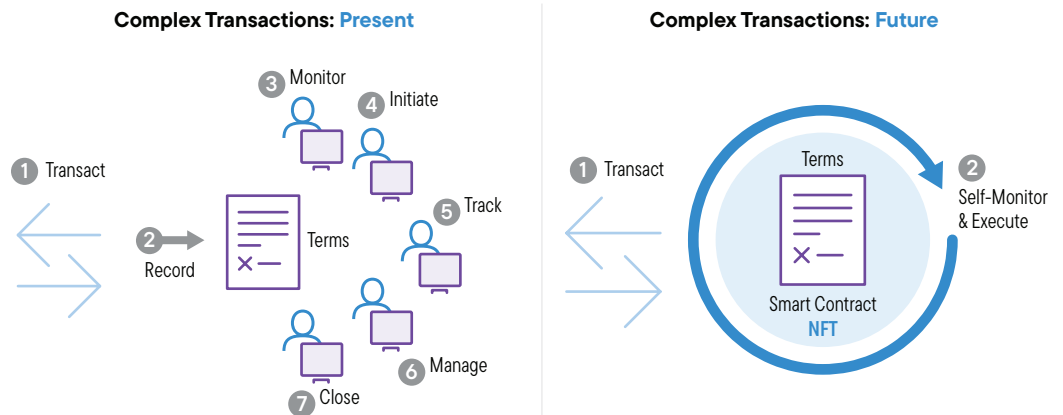 Complex Transactions: Present
3 Monitor
4 Initiate
1 Transact
5 Track
2
Record
Terms
6 Manage
7 Close
Complex Transactions: Future
1 Transact
Terms
2
Self-Monitor
& Execute
Smart Contract
NFT